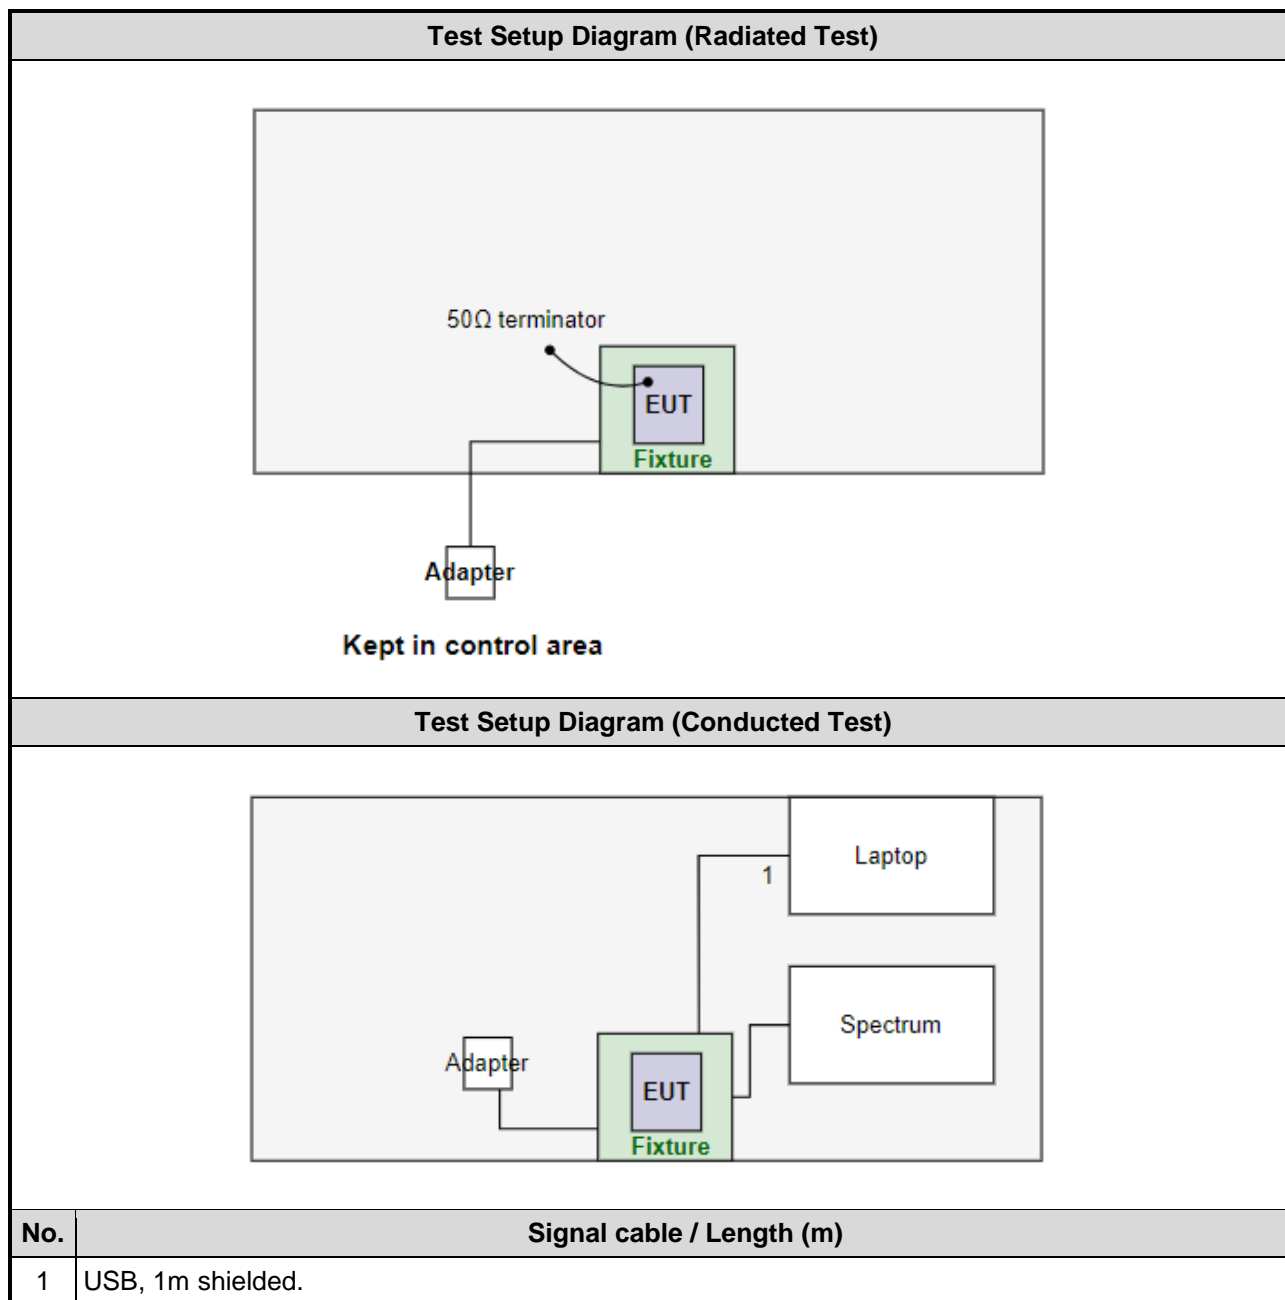 Test Setup Diagram (Radiated Test)
50Ω terminator
EUT
Fixture
Adapter
Kept in control area
Test Setup Diagram (Conducted Test)
Laptop
1
Spectrum
Adapter
EUT
Fixture
No. Signal cable / Length (m)
1 USB, 1m shielded.